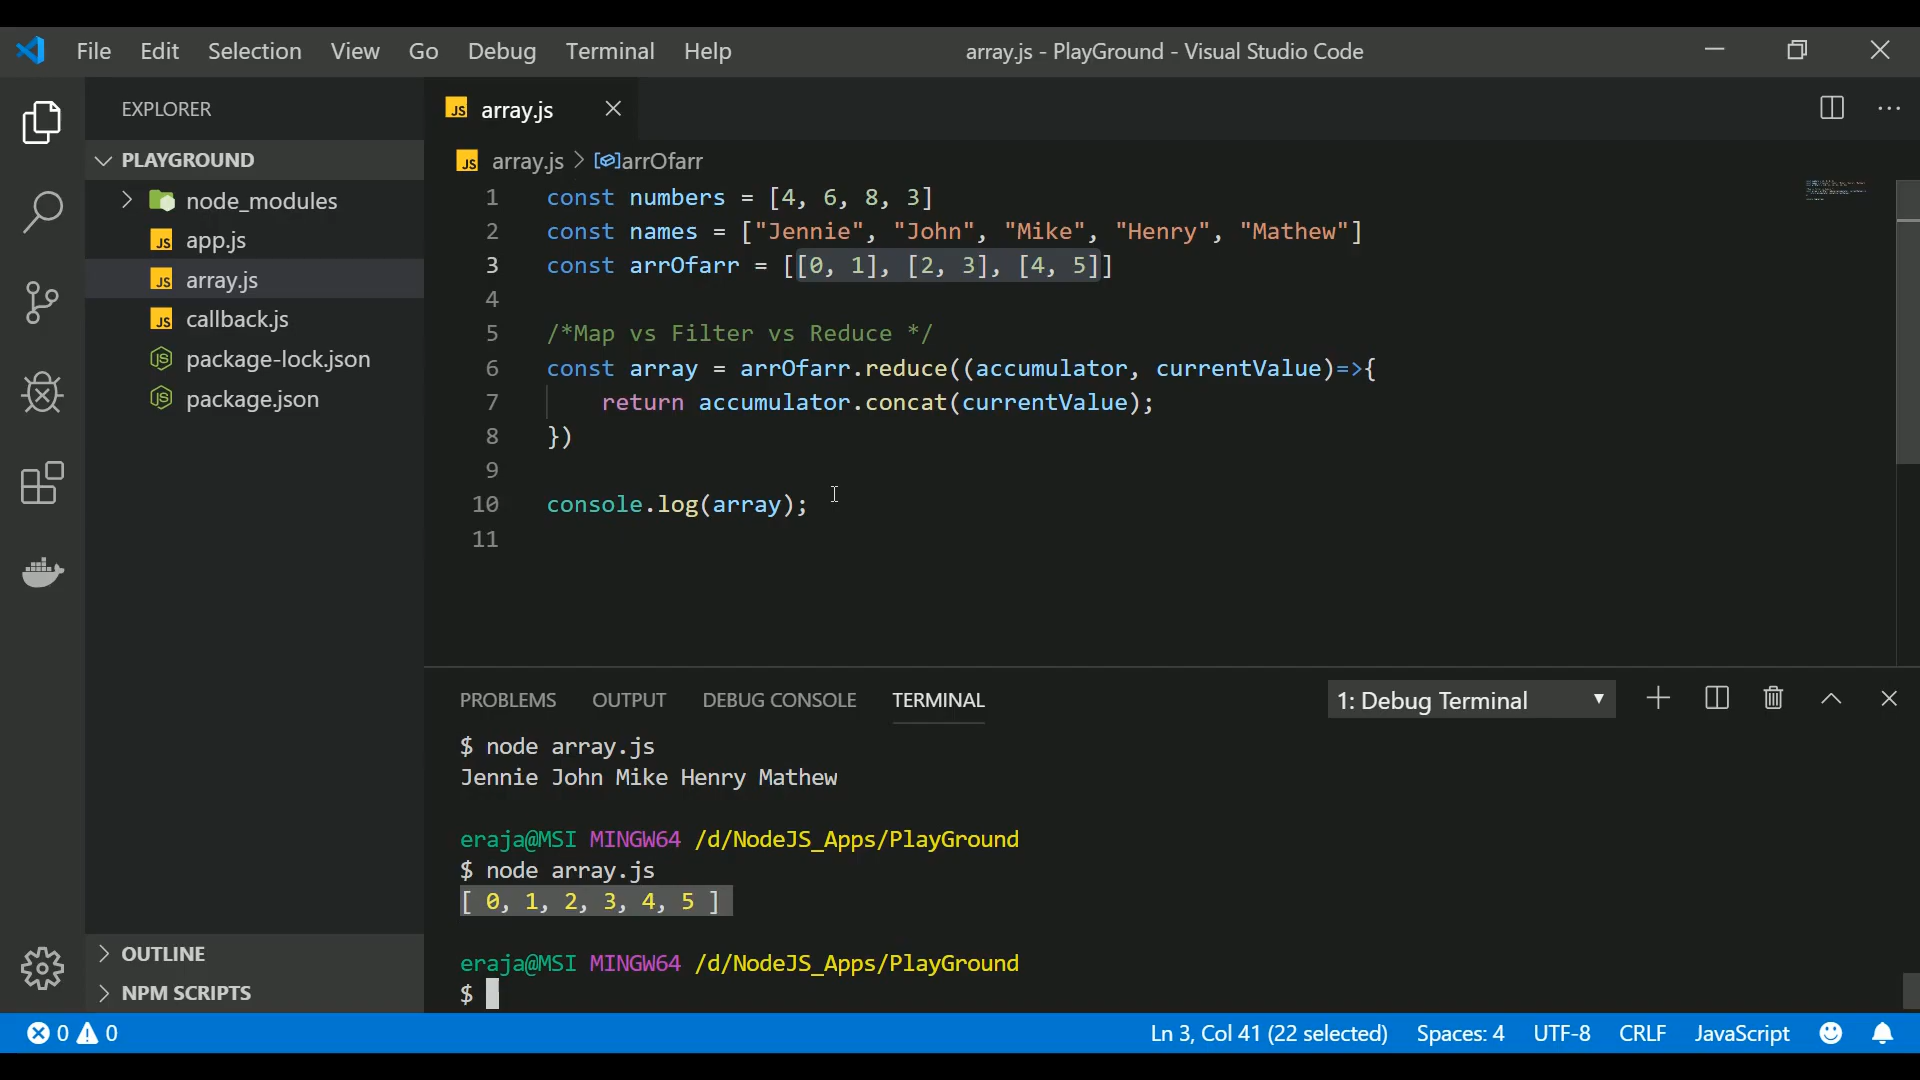 File Edit Selection View Go Debug Terminal Help array.js - PlayGround - Visual Studio Code
EXPLORER
PLAYGROUND
node_modules
app.js
array.js
callback.js
package-lock.json
package.json
OUTLINE
NPM SCRIPTS
JS array.js
JS array.js > arrOfarr
1 const numbers = [4, 6, 8, 3]
2 const names = ["Jennie", "John", "Mike", "Henry", "Mathew"]
3 const arrOfarr = [[0, 1], [2, 3], [4, 5]]
4
5 /*Map vs Filter vs Reduce */
6 const array = arrOfarr.reduce((accumulator, currentValue)=>{
7 return accumulator.concat(currentValue);
8 })
9
10 console.log(array);
11
PROBLEMS OUTPUT DEBUG CONSOLE TERMINAL 1: Debug Terminal
$ node array.js
Jennie John Mike Henry Mathew
eraja@MSI MINGW64 /d/NodeJS_Apps/PlayGround
$ node array.js
[ 0, 1, 2, 3, 4, 5 ]
eraja@MSI MINGW64 /d/NodeJS_Apps/PlayGround
$
0 0 Ln 3, Col 41 (22 selected) Spaces: 4 UTF-8 CRLF JavaScript